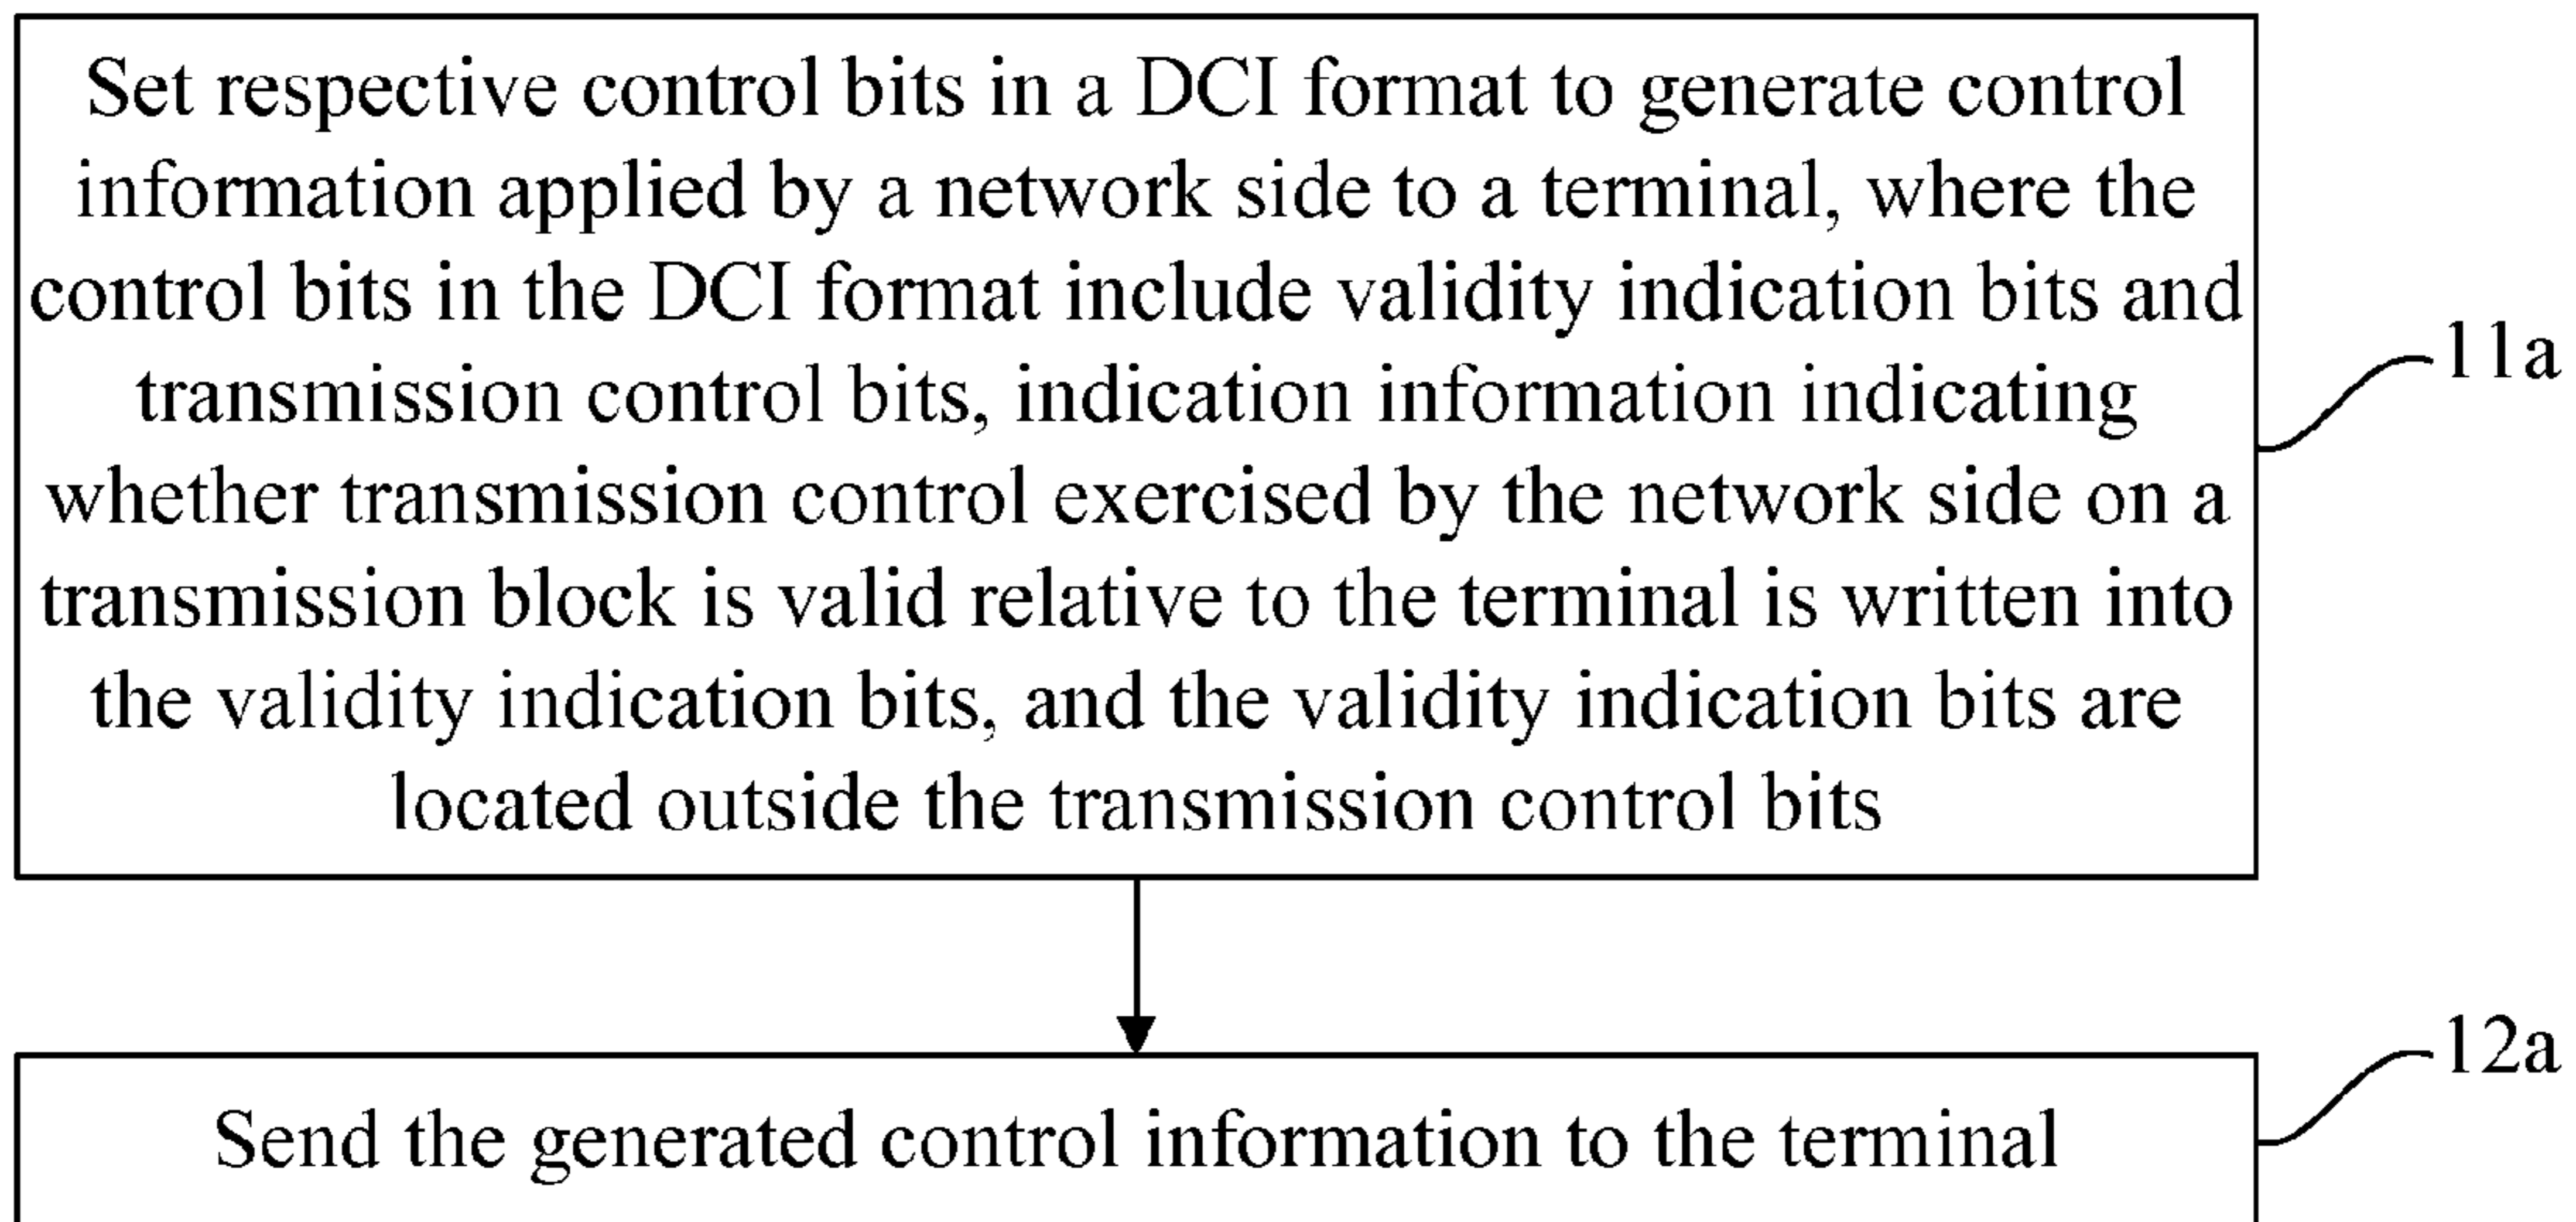 Set respective control bits in a DCI format to generate control
information applied by a network side to a terminal, where the
control bits in the DCI format include validity indication bits and
transmission control bits, indication information indicating
whether transmission control exercised by the network side on a
transmission block is valid relative to the terminal is written into
the validity indication bits, and the validity indication bits are
located outside the transmission control bits
11a
Send the generated control information to the terminal
12a